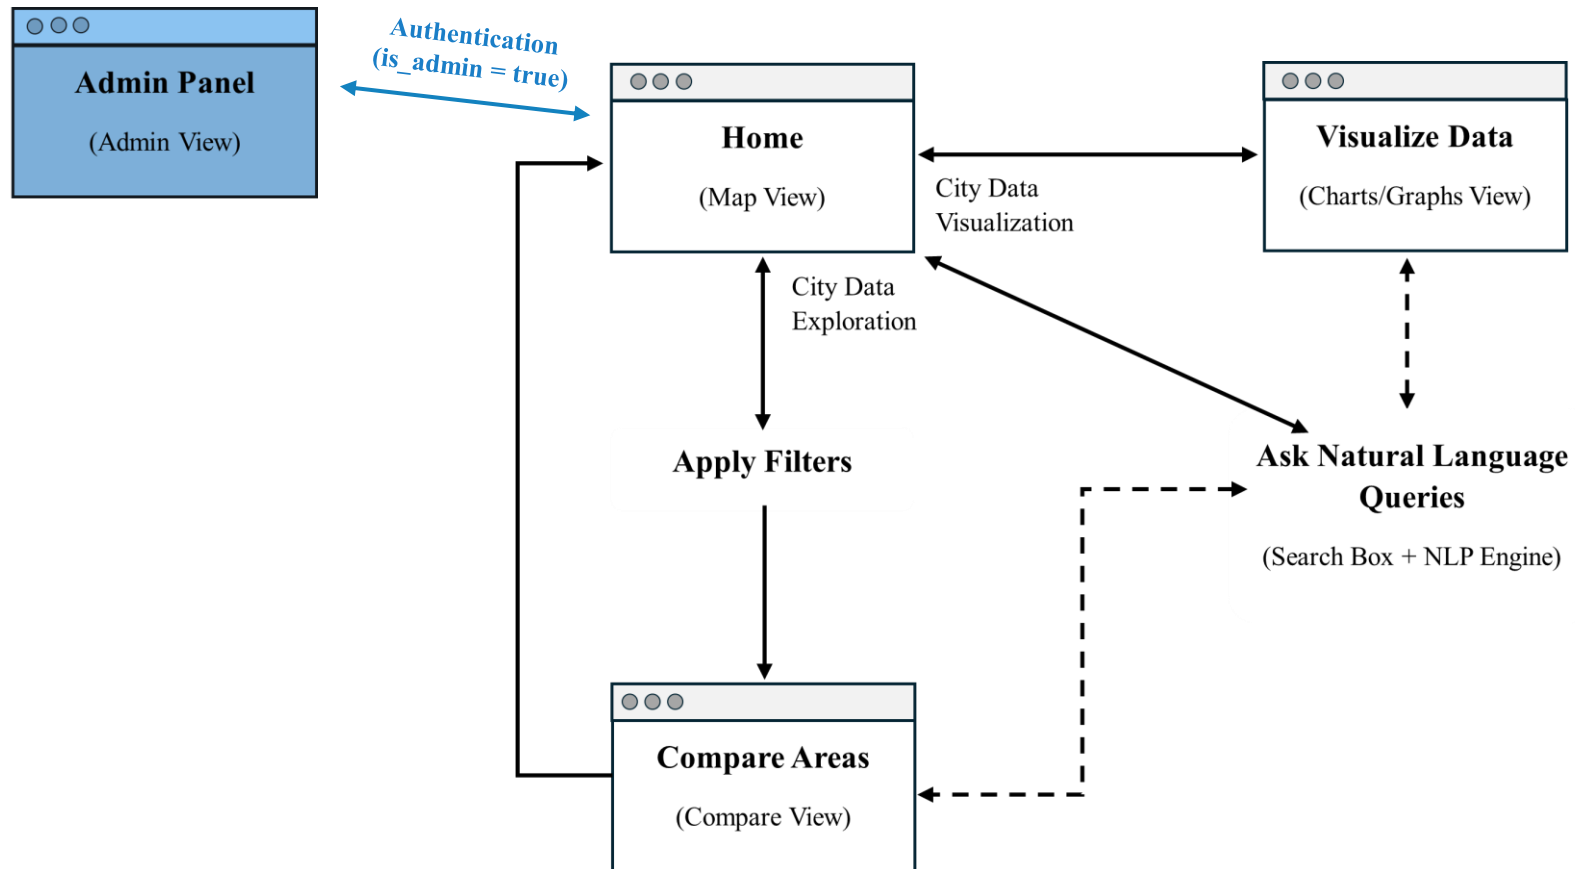 Admin Panel
(Admin View)
Authentication
(is_admin = true)
Home
(Map View)
City Data
Visualization
Visualize Data
(Charts/Graphs View)
City Data
Exploration
Apply Filters
Ask Natural Language
Queries
(Search Box + NLP Engine)
Compare Areas
(Compare View)